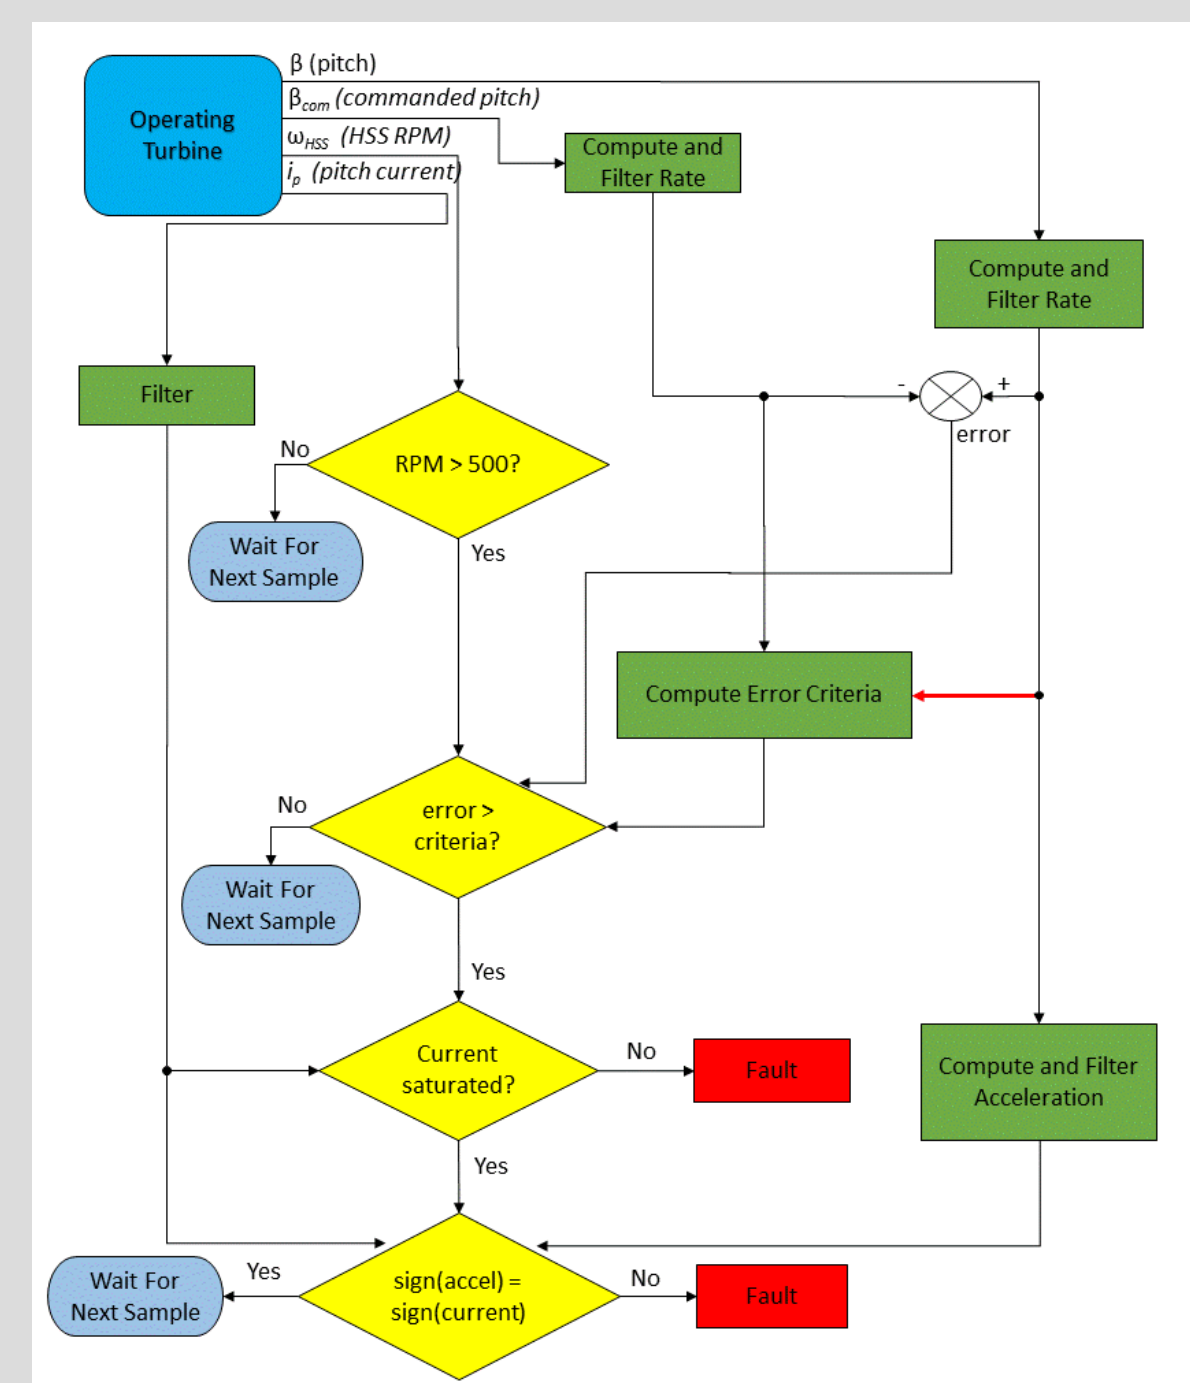 β (pitch)
β_com (commanded pitch)
ω_HSS (HSS RPM)
i_p (pitch current)
Operating
Turbine
Compute and
Filter Rate
Compute and
Filter Rate
Filter
-
+
error
No
RPM > 500?
Yes
Wait For
Next Sample
Compute Error Criteria
No
error >
criteria?
Wait For
Next Sample
Yes
Current
saturated?
No
Fault
Compute and Filter
Acceleration
Yes
Wait For
Next Sample
Yes
sign(accel) =
sign(current)
No
Fault